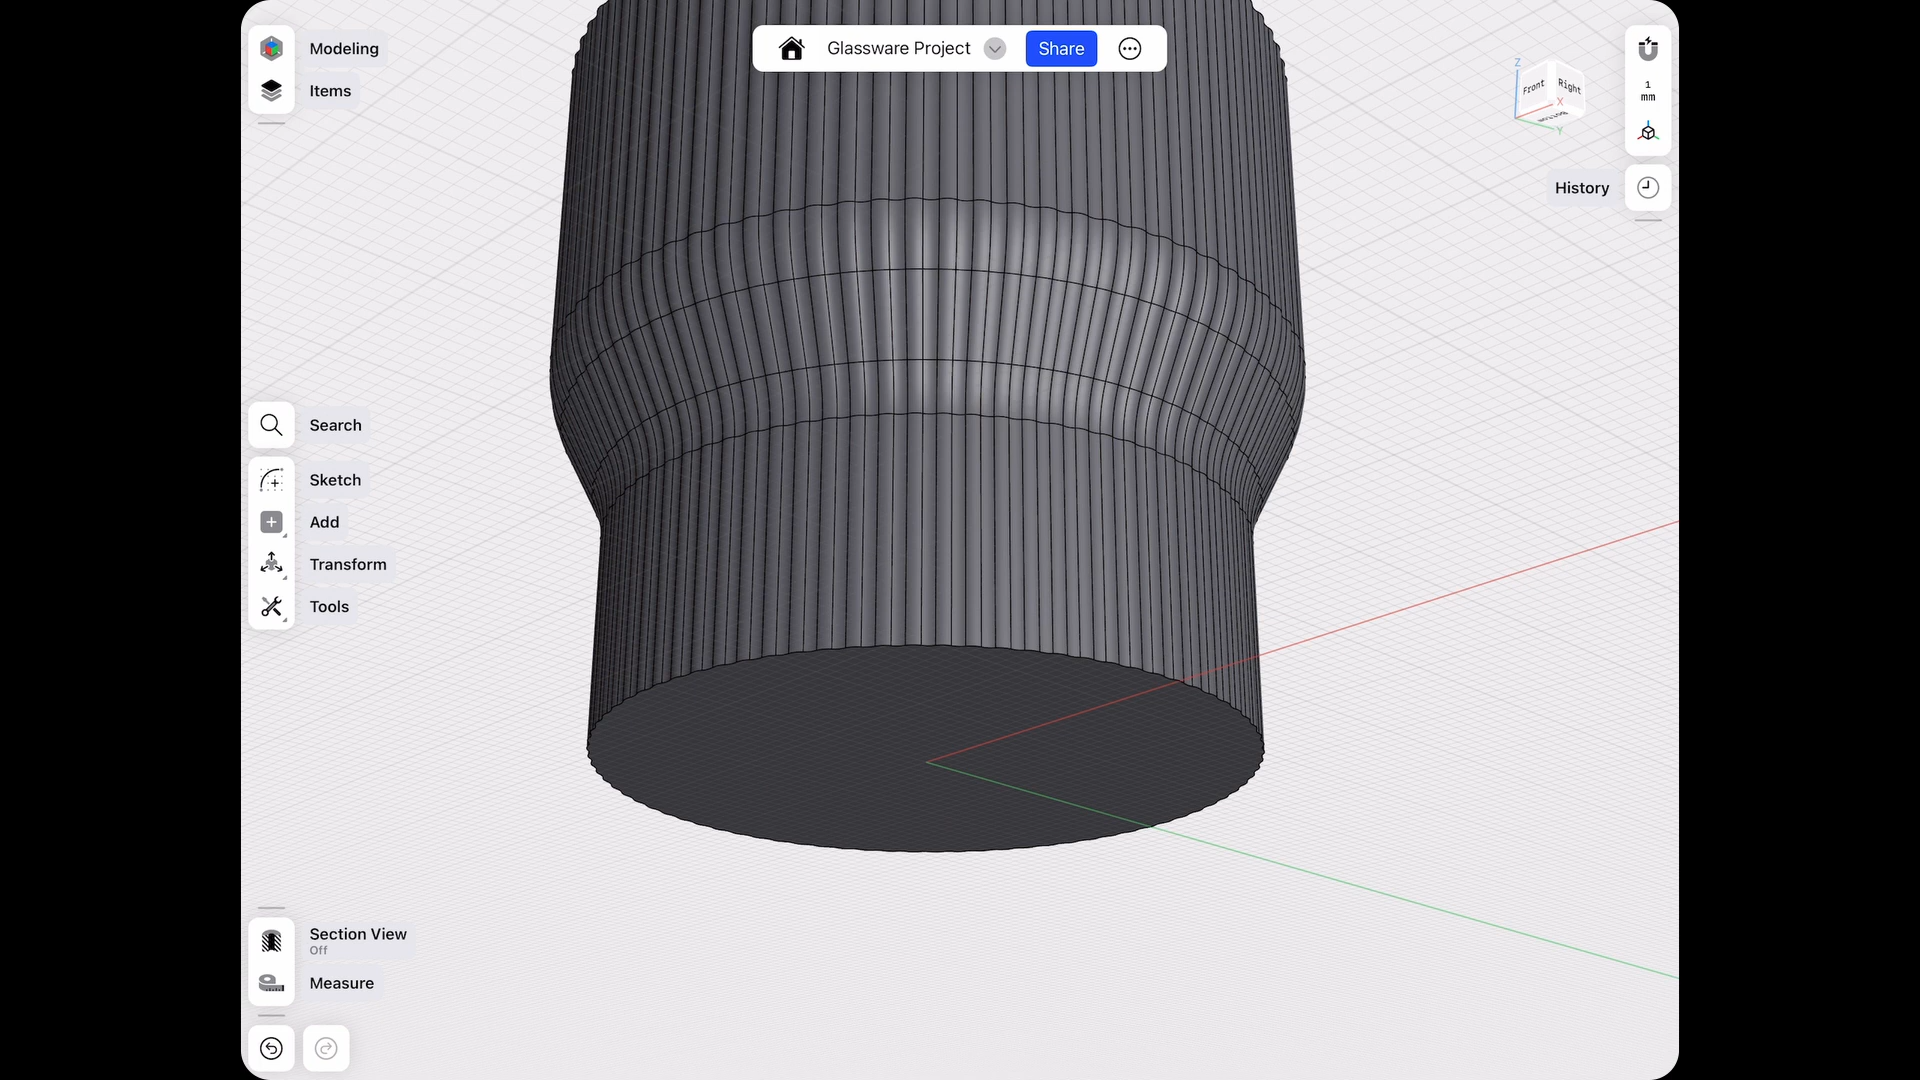 Modeling
Items
Glassware Project
Share
Z
Front
Right
X
BOTTOM
Y
1
mm
History
Search
Sketch
Add
Transform
Tools
Section View
Off
Measure